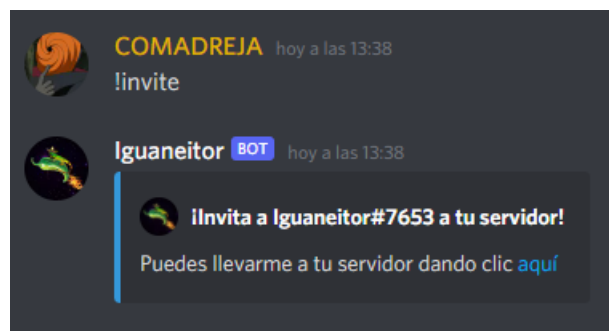 COMADREJA hoy a las 13:38
!invite
Iguaneitor BOT hoy a las 13:38
¡Invita a Iguaneitor#7653 a tu servidor!
Puedes llevarme a tu servidor dando clic aquí